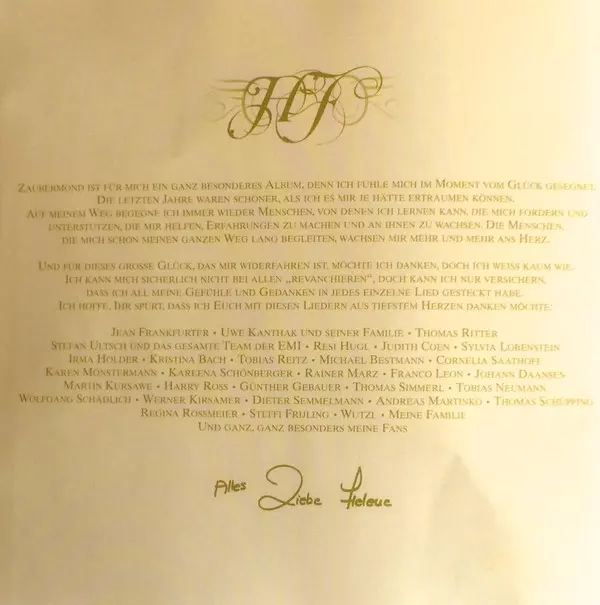 HF
ZAUBERMOND IST FÜR MICH EIN GANZ BESONDERES ALBUM, DENN ICH FÜHLE MICH IM MOMENT VOM GLÜCK GESEGNET.
DIE LETZTEN JAHRE WAREN SCHÖNER, ALS ICH ES MIR JE HÄTTE ERTRÄUMEN KÖNNEN.
AUF MEINEM WEG BEGEGNE ICH IMMER WIEDER MENSCHEN, VON DENEN ICH LERNEN KANN, DIE MICH FORDERN UND
UNTERSTÜTZEN, DIE MIR HELFEN, ERFAHRUNGEN ZU MACHEN UND AN IHNEN ZU WACHSEN. DIE MENSCHEN,
DIE MICH SCHON MEINEN GANZEN WEG LANG BEGLEITEN, WACHSEN MIR MEHR UND MEHR ANS HERZ.
UND FÜR DIESES GROSSE GLÜCK, DAS MIR WIDERFAHREN IST, MÖCHTE ICH DANKEN, DOCH ICH WEISS KAUM WIE.
ICH KANN MICH SICHERLICH NICHT BEI ALLEN „REVANCHIEREN“, DOCH KANN ICH NUR VERSICHERN,
DASS ICH ALL MEINE GEFÜHLE UND GEDANKEN IN JEDES EINZELNE LIED GESTECKT HABE.
ICH HOFFE, IHR SPÜRT, DASS ICH EUCH MIT DIESEN LIEDERN AUS TIEFSTEM HERZEN DANKEN MÖCHTE:
JEAN FRANKFURTER • UWE KANTHAK UND SEINER FAMILIE • THOMAS RITTER
STEFAN ULTSCH UND DAS GESAMTE TEAM DER EMI • RESI HUGL • JUDITH COEN • SYLVIA LOBENSTEIN
IRMA HOLDER • KRISTINA BACH • TOBIAS REITZ • MICHAEL BESTMANN • CORNELIA SAATHOFF
KAREN MÖNSTERMANN • KAREENA SCHÖNBERGER • RAINER MARZ • FRANCO LEON • JOHANN DAANSEN
MARTIN KURSAWE • HARRY ROSS • GÜNTHER GEBAUER • THOMAS SIMMERL • TOBIAS NEUMANN
WOLFGANG SCHÄDLICH • WERNER KIRSAMER • DIETER SEMMELMANN • ANDREAS MARTINKO • THOMAS SCHÜPPING
REGINA ROSSMEIER • STEFFI FRIJLING • WUTZL • MEINE FAMILIE
UND GANZ, GANZ BESONDERS MEINE FANS
Alles Liebe Helene